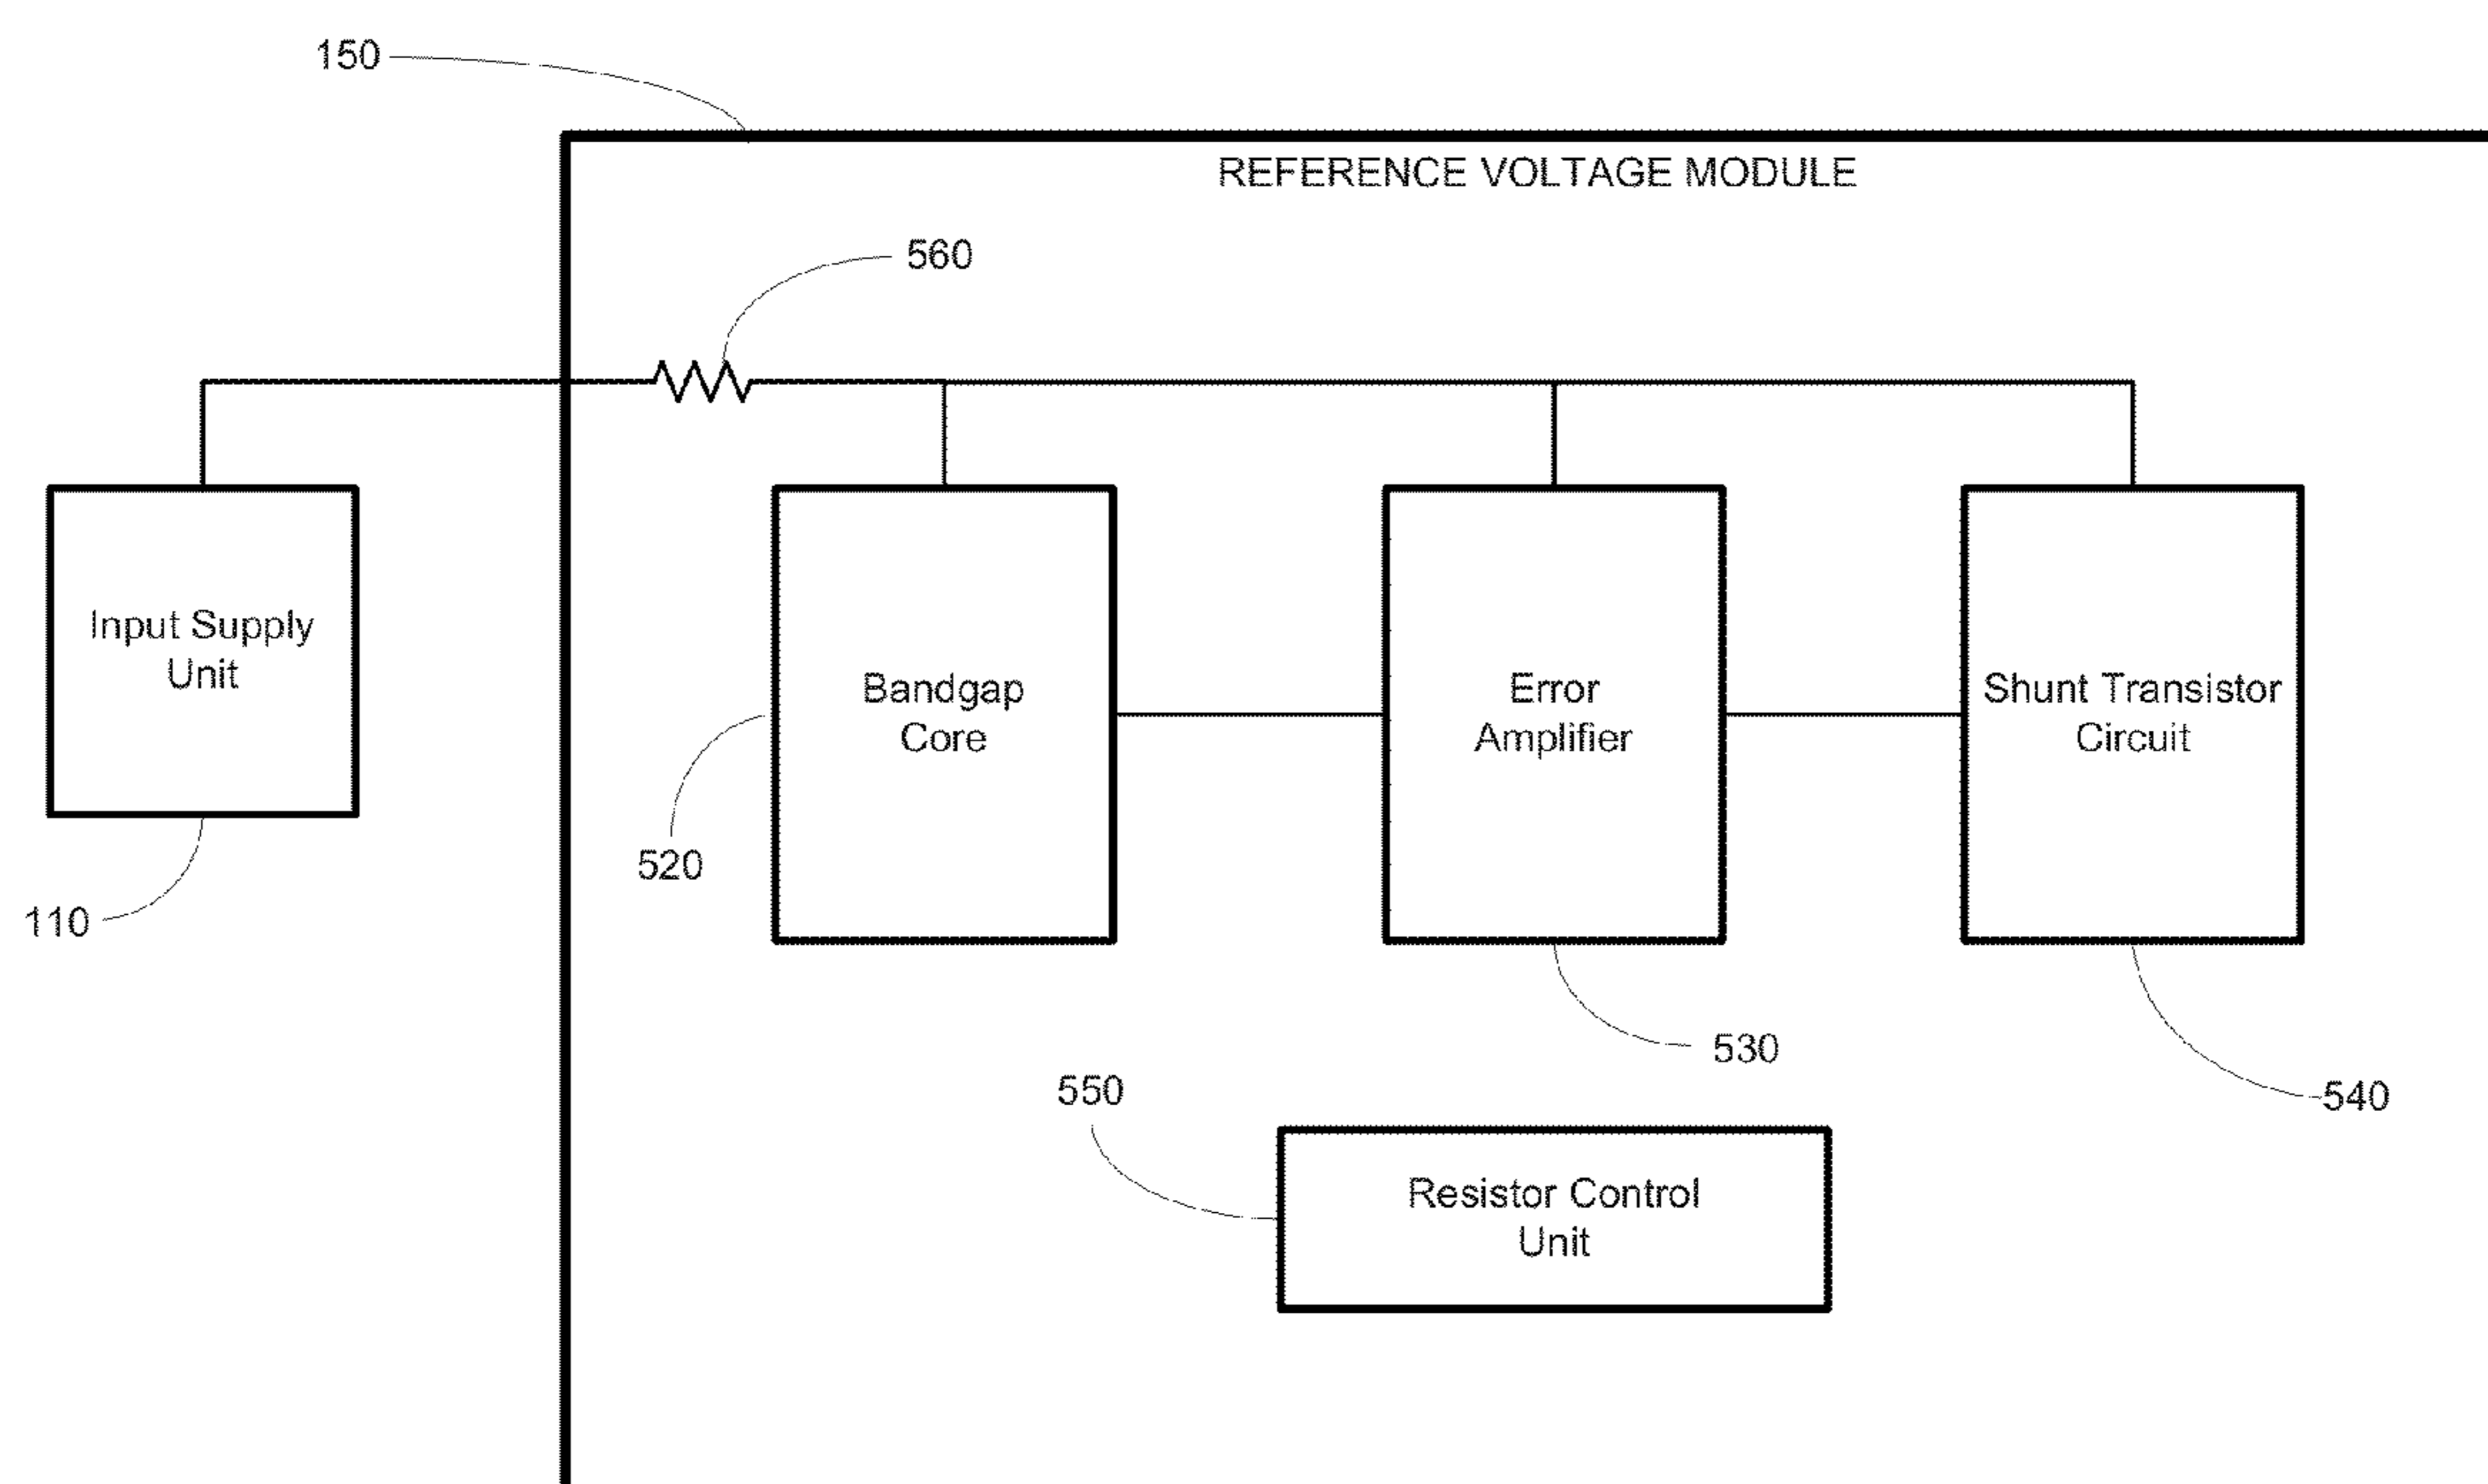 150
REFERENCE VOLTAGE MODULE
560
Input Supply
Unit
Bandgap
Core
Error
Amplifier
Shunt Transistor
Circuit
520
110
530
550
540
Resistor Control
Unit